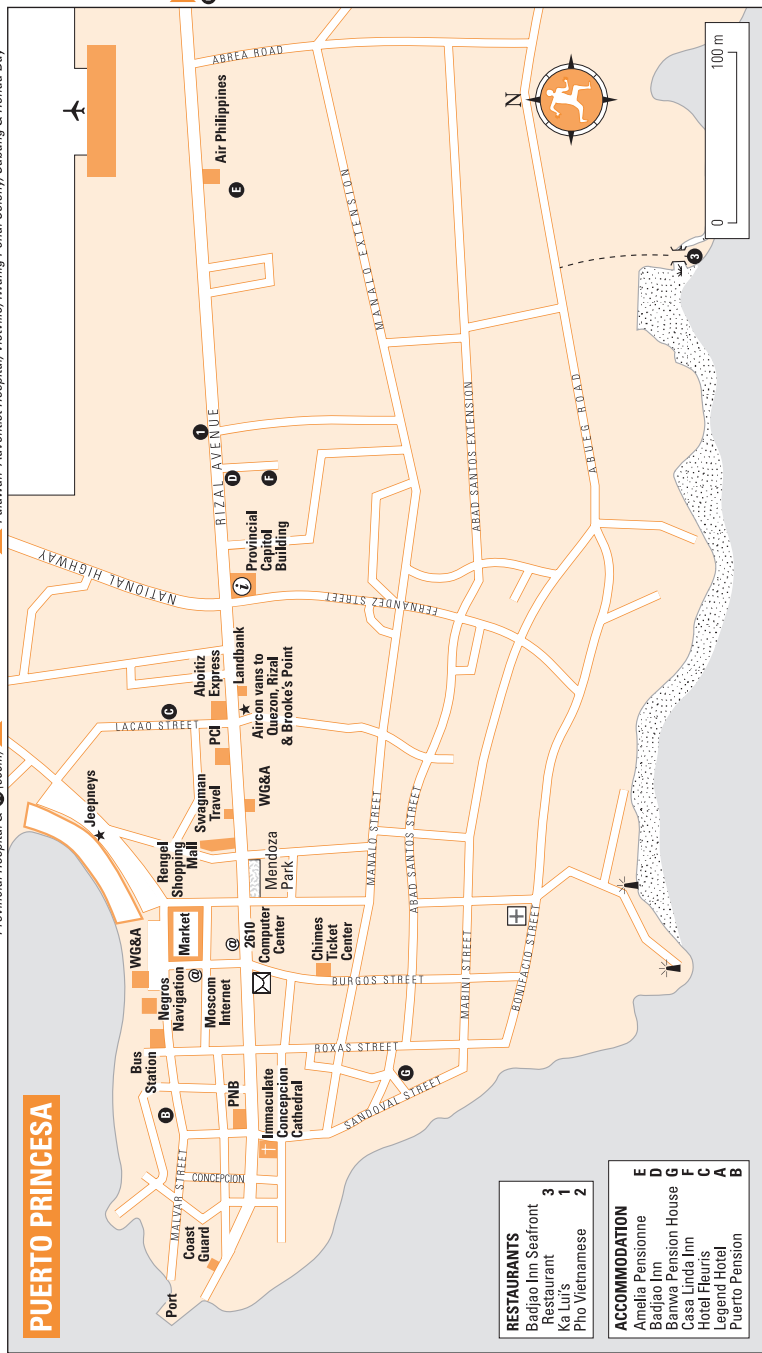 PUERTO PRINCESA
Port
Coast
Guard
MALVAR STREET
CONCEPCION
B
PNB
Immaculate
Concepcion
Cathedral
Bus
Station
Negros
Navigation
WG&A
Market
@
Moscom
Internet
@
2610
Computer
Center
Chimes
Ticket
Center
BURGOS STREET
ROXAS STREET
G
SANDOVAL STREET
Jeepneys
Rengel
Shopping
Mall
Mendoza
Park
Swagman
Travel
WG&A
PCI
LACAO STREET
C
Aboitiz
Express
Landbank
Aircon vans to
Quezon, Rizal
& Brooke's Point
MANALO STREET
ABAD SANTOS STREET
MABINI STREET
BONIFACIO STREET
NATIONAL HIGHWAY
FERNANDEZ STREET
i
Provincial
Capitol
Building
RIZAL AVENUE
D
F
1
E
Air Philippines
ABREA ROAD
MANALO EXTENSION
ABAD SANTOS EXTENSION
ABUEG ROAD
3
N
0 100 m
RESTAURANTS
Badjao Inn Seafront
Restaurant 3
Ka Lui's 1
Pho Vietnamese 2
ACCOMMODATION
Amelia Pensionne E
Badjao Inn D
Banwa Pension House G
Casa Linda Inn F
Hotel Fleuris C
Legend Hotel A
Puerto Pension B